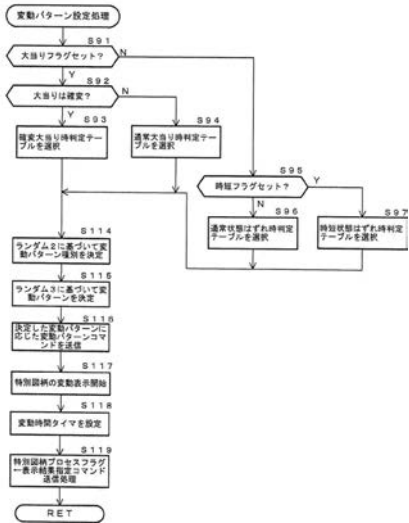 変動パターン設定処理
S91
大当りフラグセット?
N
Y
S92
大当りは確変?
N
Y
S93
確変大当り時判定テー
ブルを選択
S94
通常大当り時判定テー
ブルを選択
S95
時短フラグセット?
Y
N
S96
通常状態はずれ時判定
テーブルを選択
S97
時短状態はずれ時判定
テーブルを選択
S114
ランダム2に基づいて変
動パターン種別を決定
S115
ランダム3に基づいて変動
パターンを決定
S116
決定した変動パターンに
応じた変動パターンコマ
ンドを送信
S117
特別図柄の変動表示開始
S118
変動時間タイマを設定
S119
特別図柄プロセスフラグ
←表示結果指定コマンド
送信処理
RET